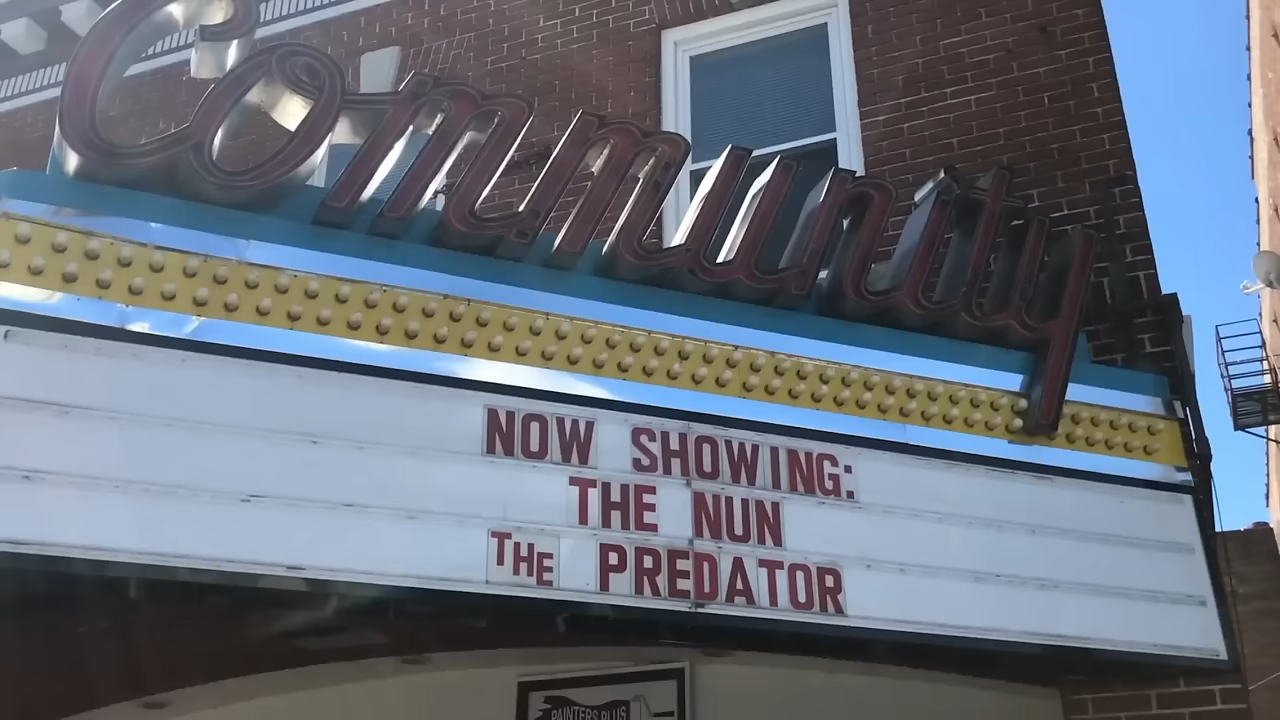 Community
NOW SHOWING:
THE NUN
THE PREDATOR
PAINTERS PLUS